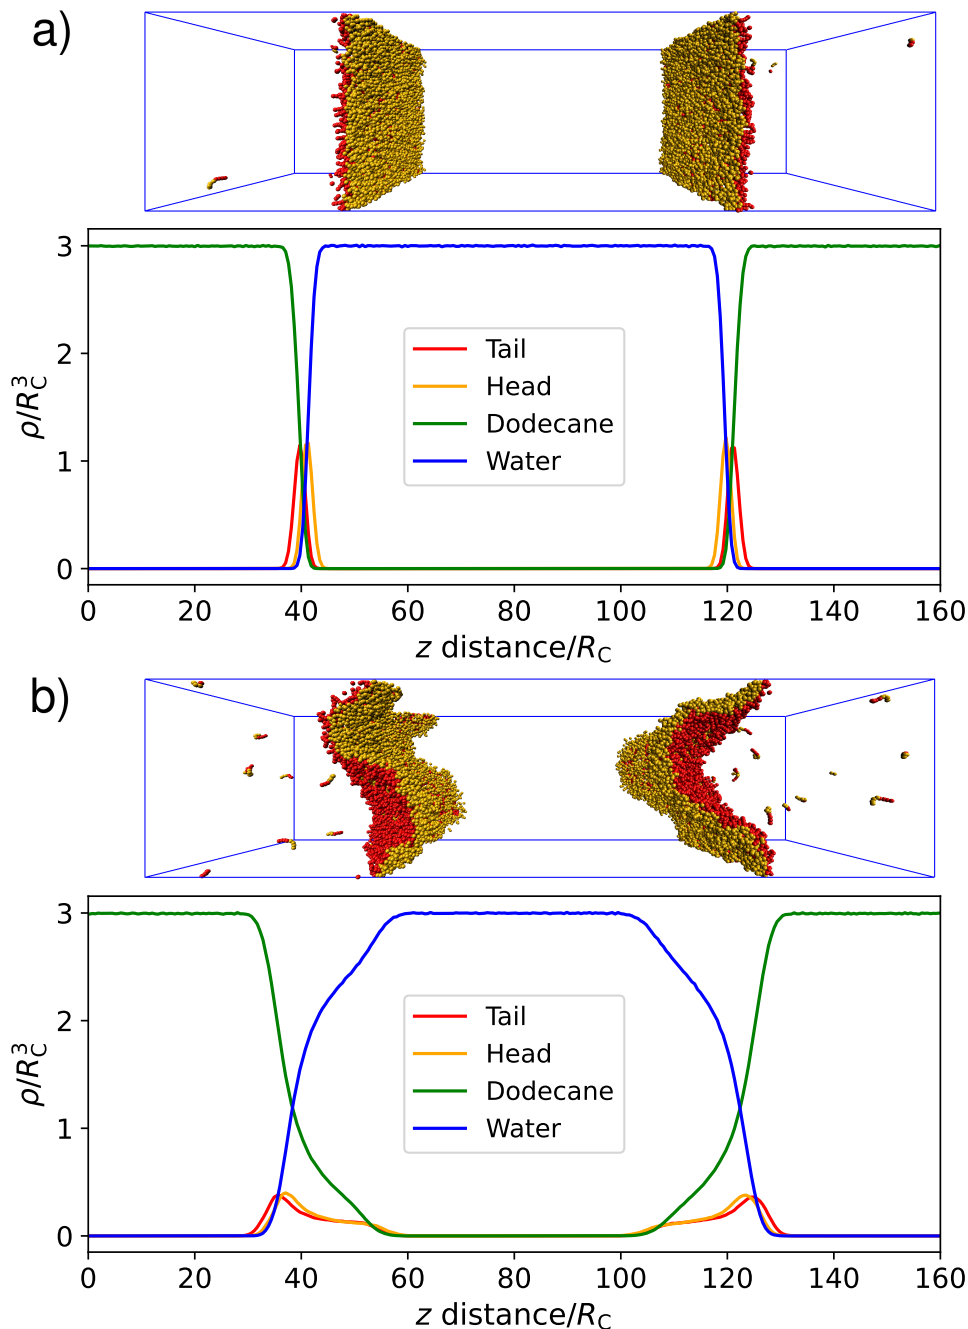 a)
3
2
1
0
ρ/R_C^3
Tail
Head
Dodecane
Water
0 20 40 60 80 100 120 140 160
z distance/R_C
b)
3
2
1
0
ρ/R_C^3
Tail
Head
Dodecane
Water
0 20 40 60 80 100 120 140 160
z distance/R_C